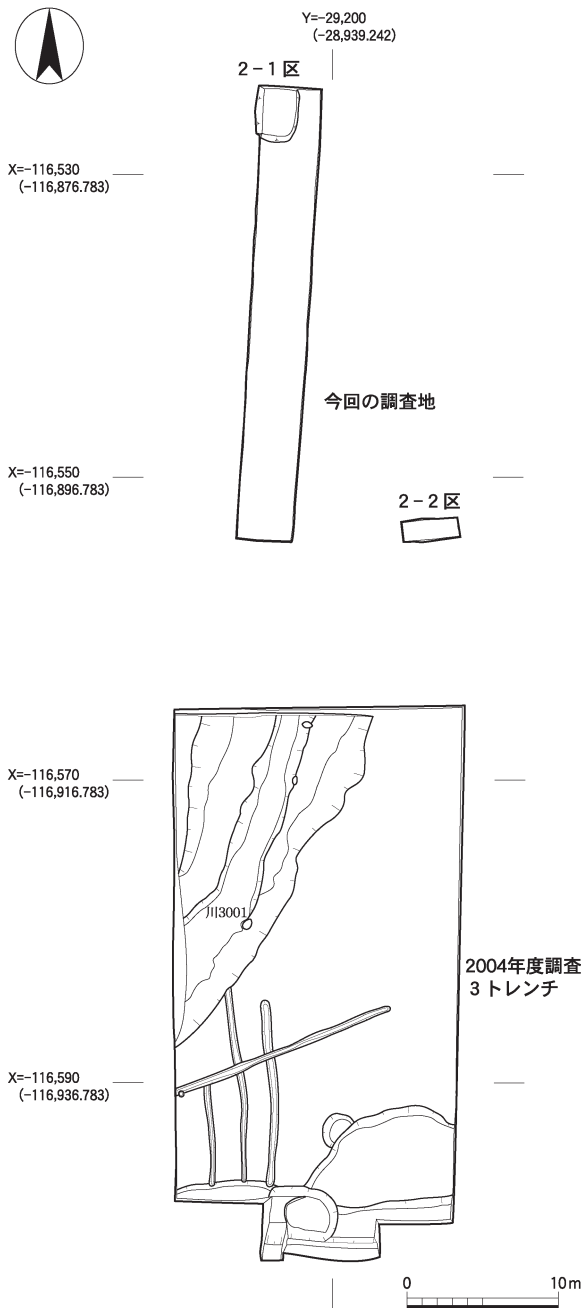 Y=−29,200
(−28,939.242)
2−1区
X=−116,530
(−116,876.783)
今回の調査地
X=−116,550
(−116,896.783)
2−2区
X=−116,570
(−116,916.783)
川3001
2004年度調査
3トレンチ
X=−116,590
(−116,936.783)
0 10m